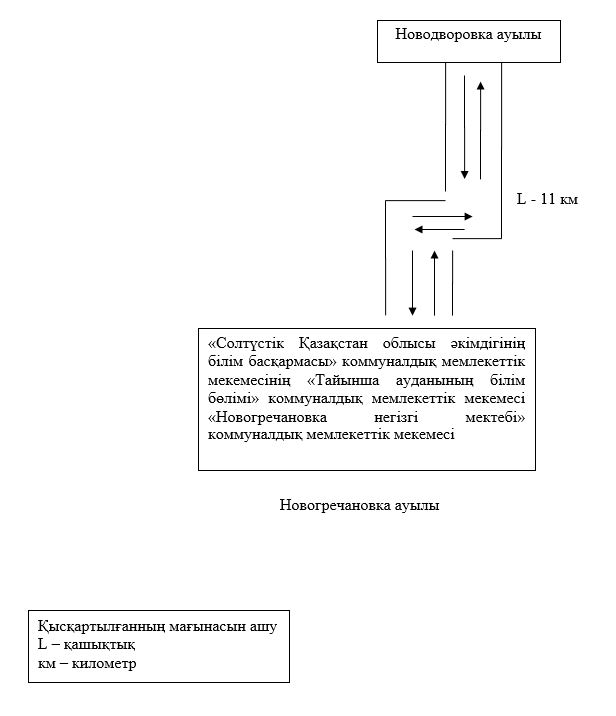 Новодворовка ауылы
L - 11 км
«Солтүстік Қазақстан облысы әкімдігінің
білім басқармасы» коммуналдық мемлекеттік
мекемесінің «Тайынша ауданының білім
бөлімі» коммуналдық мемлекеттік мекемесі
«Новогречановка негізгі мектебі»
коммуналдық мемлекеттік мекемесі
Новогречановка ауылы
Қысқартылғанның мағынасын ашу
L – қашықтық
км – километр